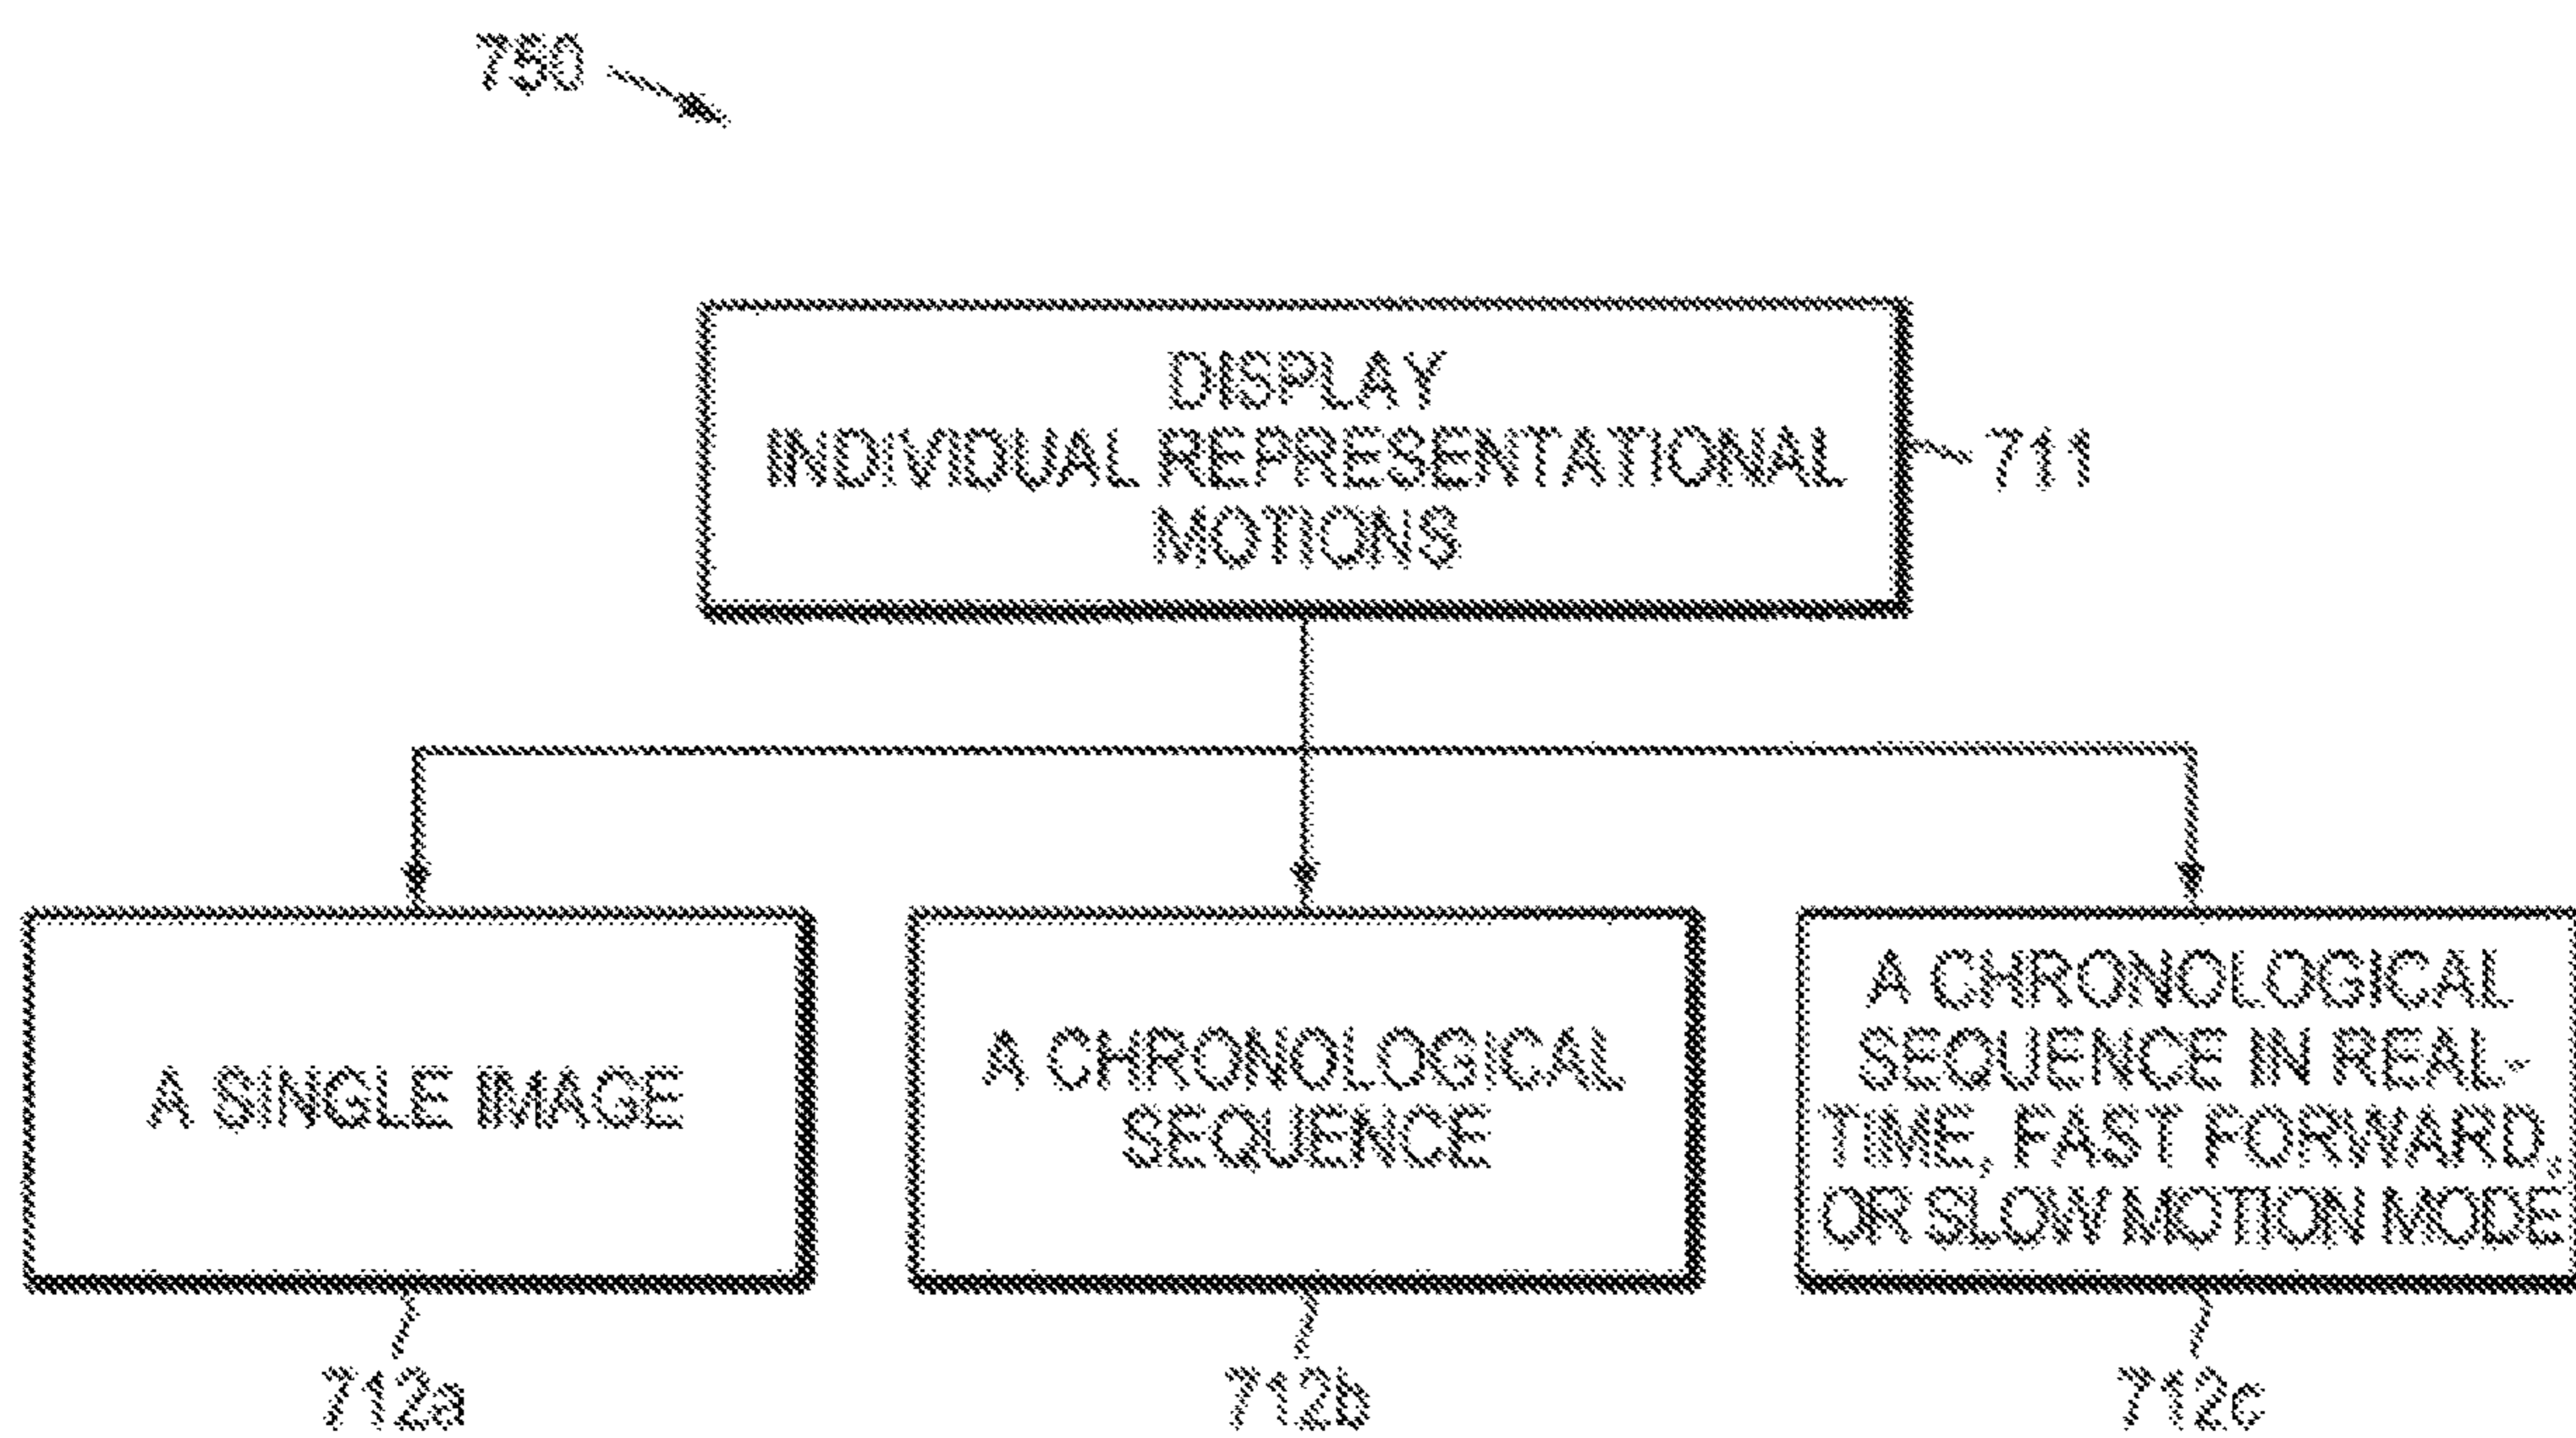 750
DISPLAY
INDIVIDUAL REPRESENTATIONAL
MOTIONS
711
A SINGLE IMAGE
A CHRONOLOGICAL
SEQUENCE
A CHRONOLOGICAL
SEQUENCE IN REAL-
TIME, FAST FORWARD,
OR SLOW MOTION MODE
712a
712b
712c